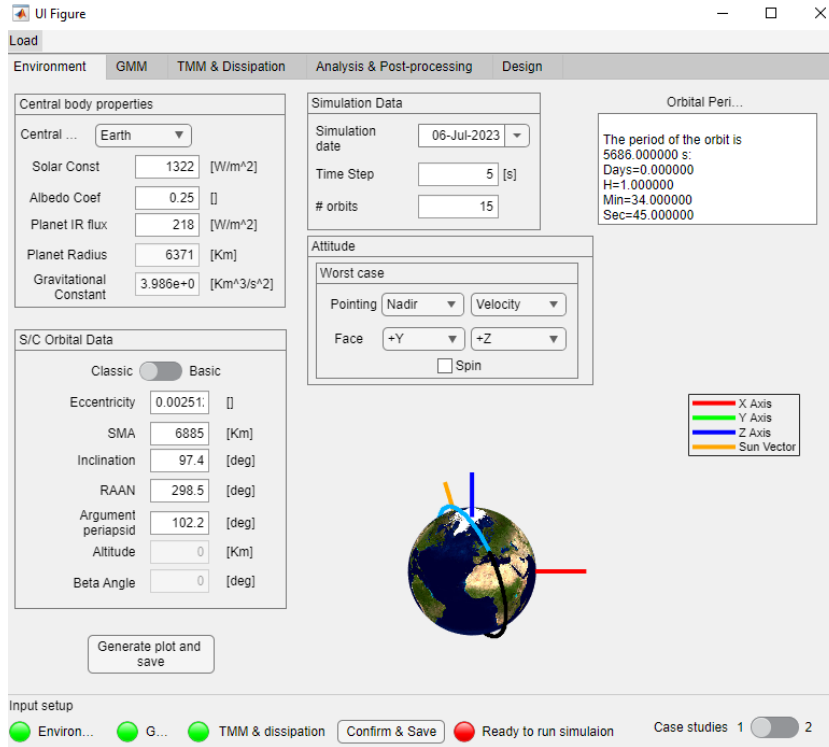 UI Figure
Load
Environment GMM TMM & Dissipation Analysis & Post-processing Design
Central body properties
Central ... Earth
Solar Const 1322 [W/m^2]
Albedo Coef 0.25 []
Planet IR flux 218 [W/m^2]
Planet Radius 6371 [Km]
Gravitational
Constant 3.986e+0 [Km^3/s^2]
S/C Orbital Data
Classic Basic
Eccentricity 0.00251: []
SMA 6885 [Km]
Inclination 97.4 [deg]
RAAN 298.5 [deg]
Argument
periapsid 102.2 [deg]
Altitude 0 [Km]
Beta Angle 0 [deg]
Generate plot and
save
Simulation Data
Simulation
date 06-Jul-2023
Time Step 5 [s]
# orbits 15
Attitude
Worst case
Pointing Nadir Velocity
Face +Y +Z
Spin
Orbital Peri...
The period of the orbit is
5686.000000 s:
Days=0.000000
H=1.000000
Min=34.000000
Sec=45.000000
X Axis
Y Axis
Z Axis
Sun Vector
Input setup
Environ... G... TMM & dissipation Confirm & Save Ready to run simulaion Case studies 1 2